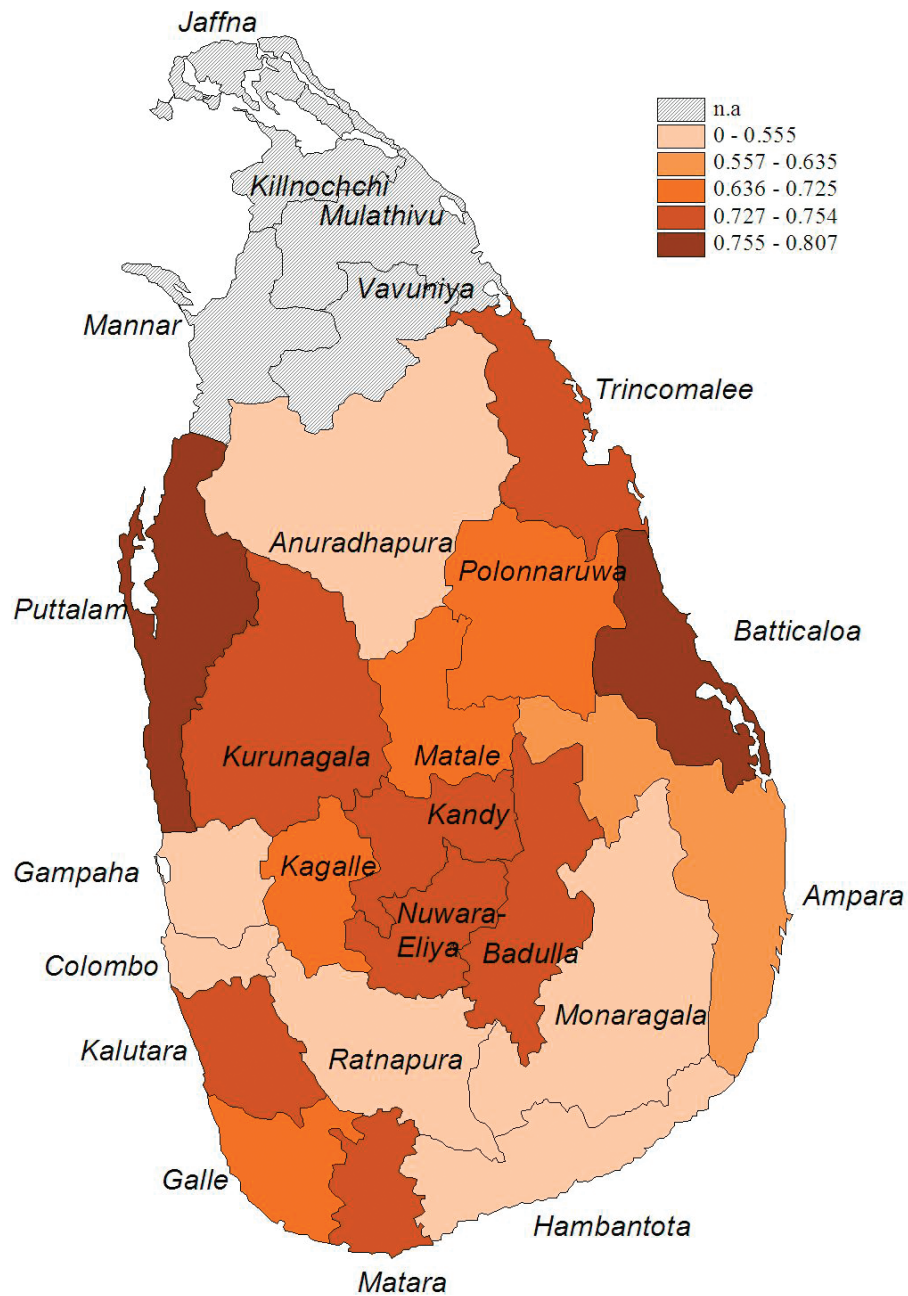 Jaffna
n.a
0 - 0.555
0.557 - 0.635
0.636 - 0.725
0.727 - 0.754
0.755 - 0.807
Killnochchi
Mulathivu
Vavuniya
Mannar
Trincomalee
Anuradhapura
Polonnaruwa
Puttalam
Batticaloa
Kurunagala
Matale
Kandy
Gampaha
Kagalle
Ampara
Nuwara-
Eliya
Badulla
Colombo
Monaragala
Kalutara
Ratnapura
Galle
Hambantota
Matara